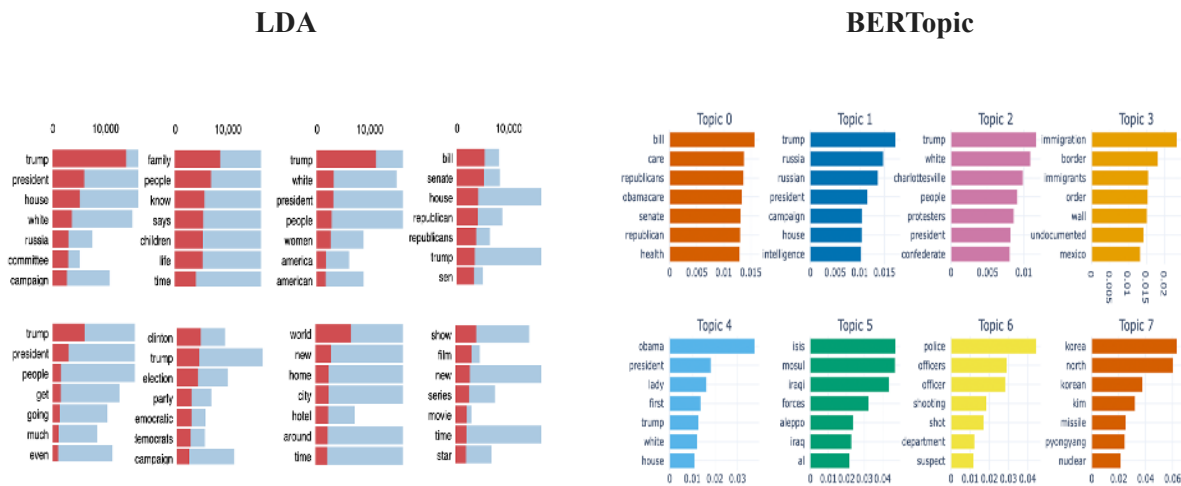 LDA BERTopic
0 10,000 0 10,000 0 10,000 0 10,000
trump
president
house
white
russia
committee
campaign
family
people
know
says
children
life
time
trump
white
president
people
women
america
american
bill
senate
house
republican
republicans
trump
sen
trump
president
people
get
going
much
even
clinton
trump
election
party
emocratic
democrats
campaign
world
new
home
city
hotel
around
time
show
film
new
series
movie
time
star
Topic 0
bill
care
republicans
obamacare
senate
republican
health
0 0.005 0.01 0.015
Topic 1
trump
russia
russian
president
campaign
house
intelligence
0 0.005 0.01 0.015
Topic 2
trump
white
charlottesville
people
protesters
president
confederate
0 0.005 0.01
Topic 3
immigration
border
immigrants
order
wall
undocumented
mexico
0 0.005 0.01 0.015 0.02
Topic 4
obama
president
lady
first
trump
white
house
0 0.01 0.02 0.03
Topic 5
isis
mosul
iraqi
forces
aleppo
iraq
al
0 0.01 0.02 0.03 0.04
Topic 6
police
officers
officer
shooting
shot
department
suspect
0 0.01 0.02 0.03 0.04
Topic 7
korea
north
korean
kim
missile
pyongyang
nuclear
0 0.02 0.04 0.06